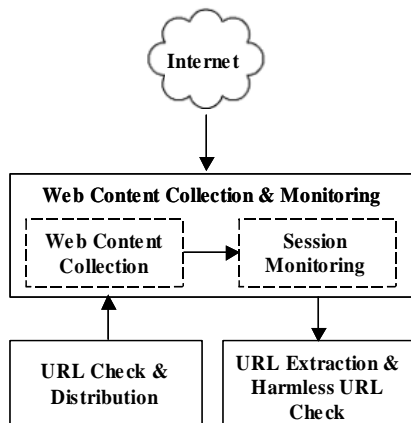 Internet
Web Content Collection & Monitoring
Web Content
Collection
Session
Monitoring
URL Check &
Distribution
URL Extraction &
Harmless URL
Check